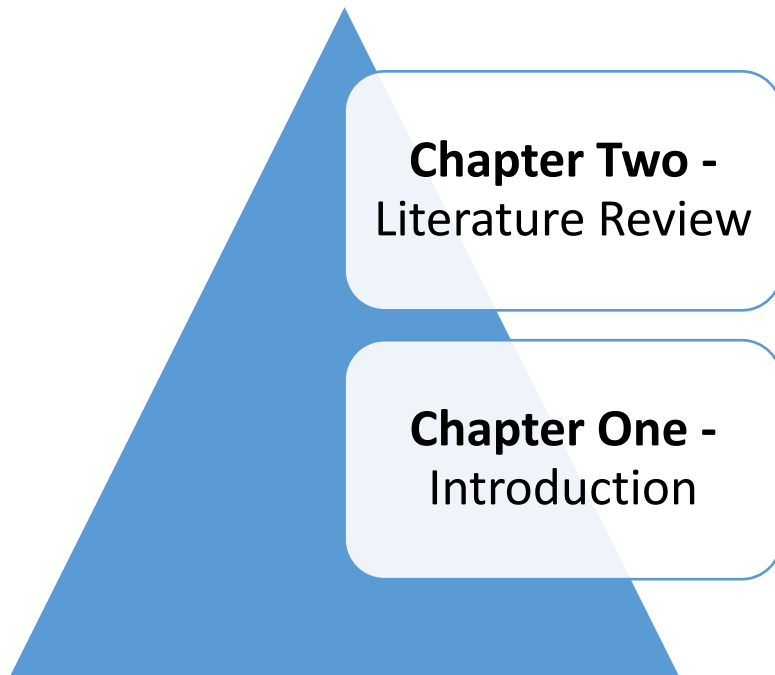 Chapter Two -
Literature Review
Chapter One -
Introduction